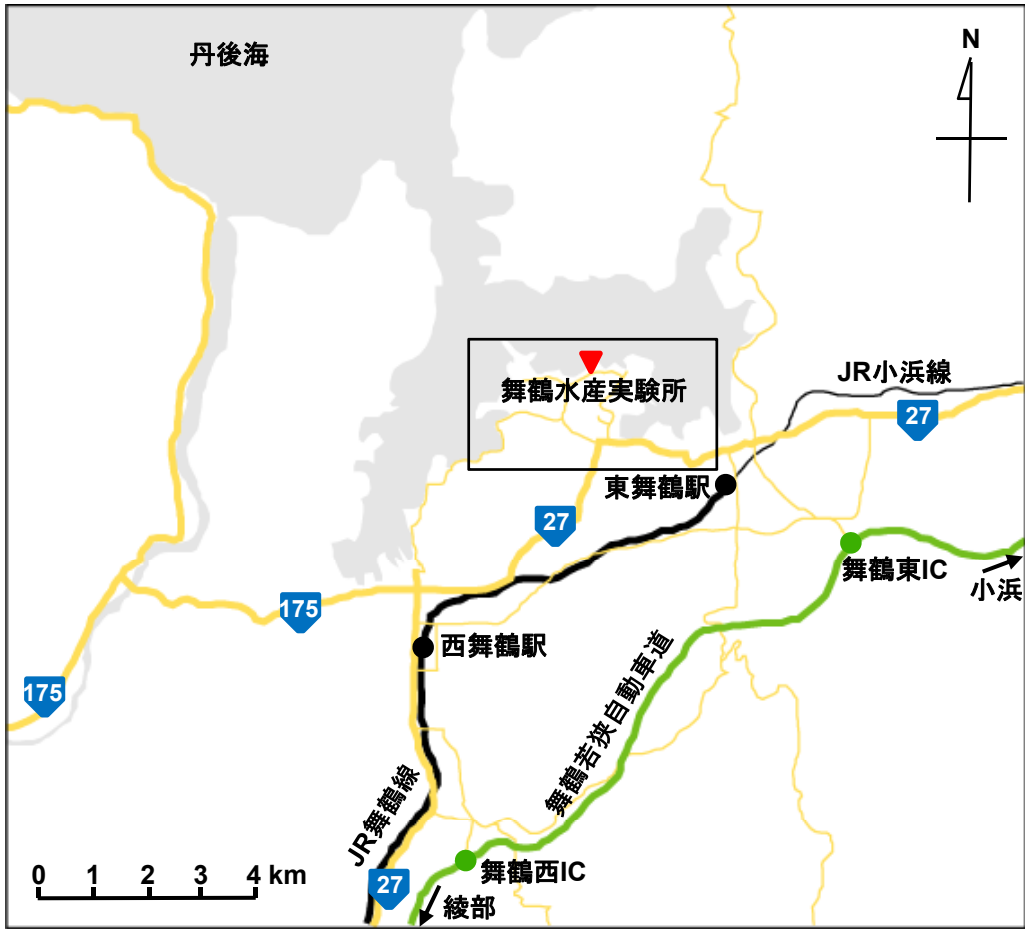 丹後海
N
舞鶴水産実験所
JR小浜線
27
東舞鶴駅
27
舞鶴東IC
小浜
175
西舞鶴駅
175
舞鶴若狭自動車道
JR舞鶴線
舞鶴西IC
27
綾部
0 1 2 3 4 km